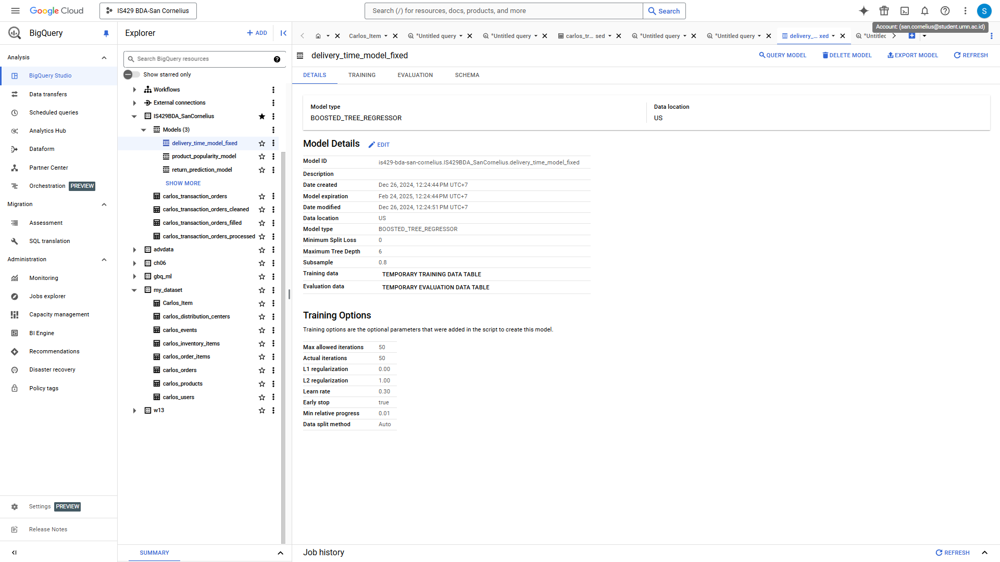 Google Cloud
IS429 BDA-San Cornelius
Search (/) for resources, docs, products, and more
Search
S
Account: (san.cornelius@student.umn.ac.id)
BigQuery
Explorer
ADD
Carlos_Item
*Untitled query
*Untitled query
carlos_tr... sed
*Untitled query
*Untitled query
delivery_... xed
*Untitled
Analysis
BigQuery Studio
Data transfers
Scheduled queries
Analytics Hub
Dataform
Partner Center
Orchestration PREVIEW
Migration
Assessment
SQL translation
Administration
Monitoring
Jobs explorer
Capacity management
BI Engine
Recommendations
Disaster recovery
Policy tags
Settings PREVIEW
Release Notes
Search BigQuery resources
Show starred only
Workflows
External connections
IS429BDA_SanCornelius
Models (3)
delivery_time_model_fixed
product_popularity_model
return_prediction_model
SHOW MORE
carlos_transaction_orders
carlos_transaction_orders_cleaned
carlos_transaction_orders_filled
carlos_transaction_orders_processed
advdata
ch06
gbq_ml
my_dataset
Carlos_Item
carlos_distribution_centers
carlos_events
carlos_inventory_items
carlos_order_items
carlos_orders
carlos_products
carlos_users
w13
SUMMARY
delivery_time_model_fixed
QUERY MODEL
DELETE MODEL
EXPORT MODEL
REFRESH
DETAILS
TRAINING
EVALUATION
SCHEMA
Model type
BOOSTED_TREE_REGRESSOR
Data location
US
Model Details
EDIT
Model ID is429-bda-san-cornelius.IS429BDA_SanCornelius.delivery_time_model_fixed
Description
Date created Dec 26, 2024, 12:24:44 PM UTC+7
Model expiration Feb 24, 2025, 12:24:44 PM UTC+7
Date modified Dec 26, 2024, 12:24:51 PM UTC+7
Data location US
Model type BOOSTED_TREE_REGRESSOR
Minimum Split Loss 0
Maximum Tree Depth 6
Subsample 0.8
Training data TEMPORARY TRAINING DATA TABLE
Evaluation data TEMPORARY EVALUATION DATA TABLE
Training Options
Training options are the optional parameters that were added in the script to create this model.
Max allowed iterations 50
Actual iterations 50
L1 regularization 0.00
L2 regularization 1.00
Learn rate 0.30
Early stop true
Min relative progress 0.01
Data split method Auto
Job history
REFRESH